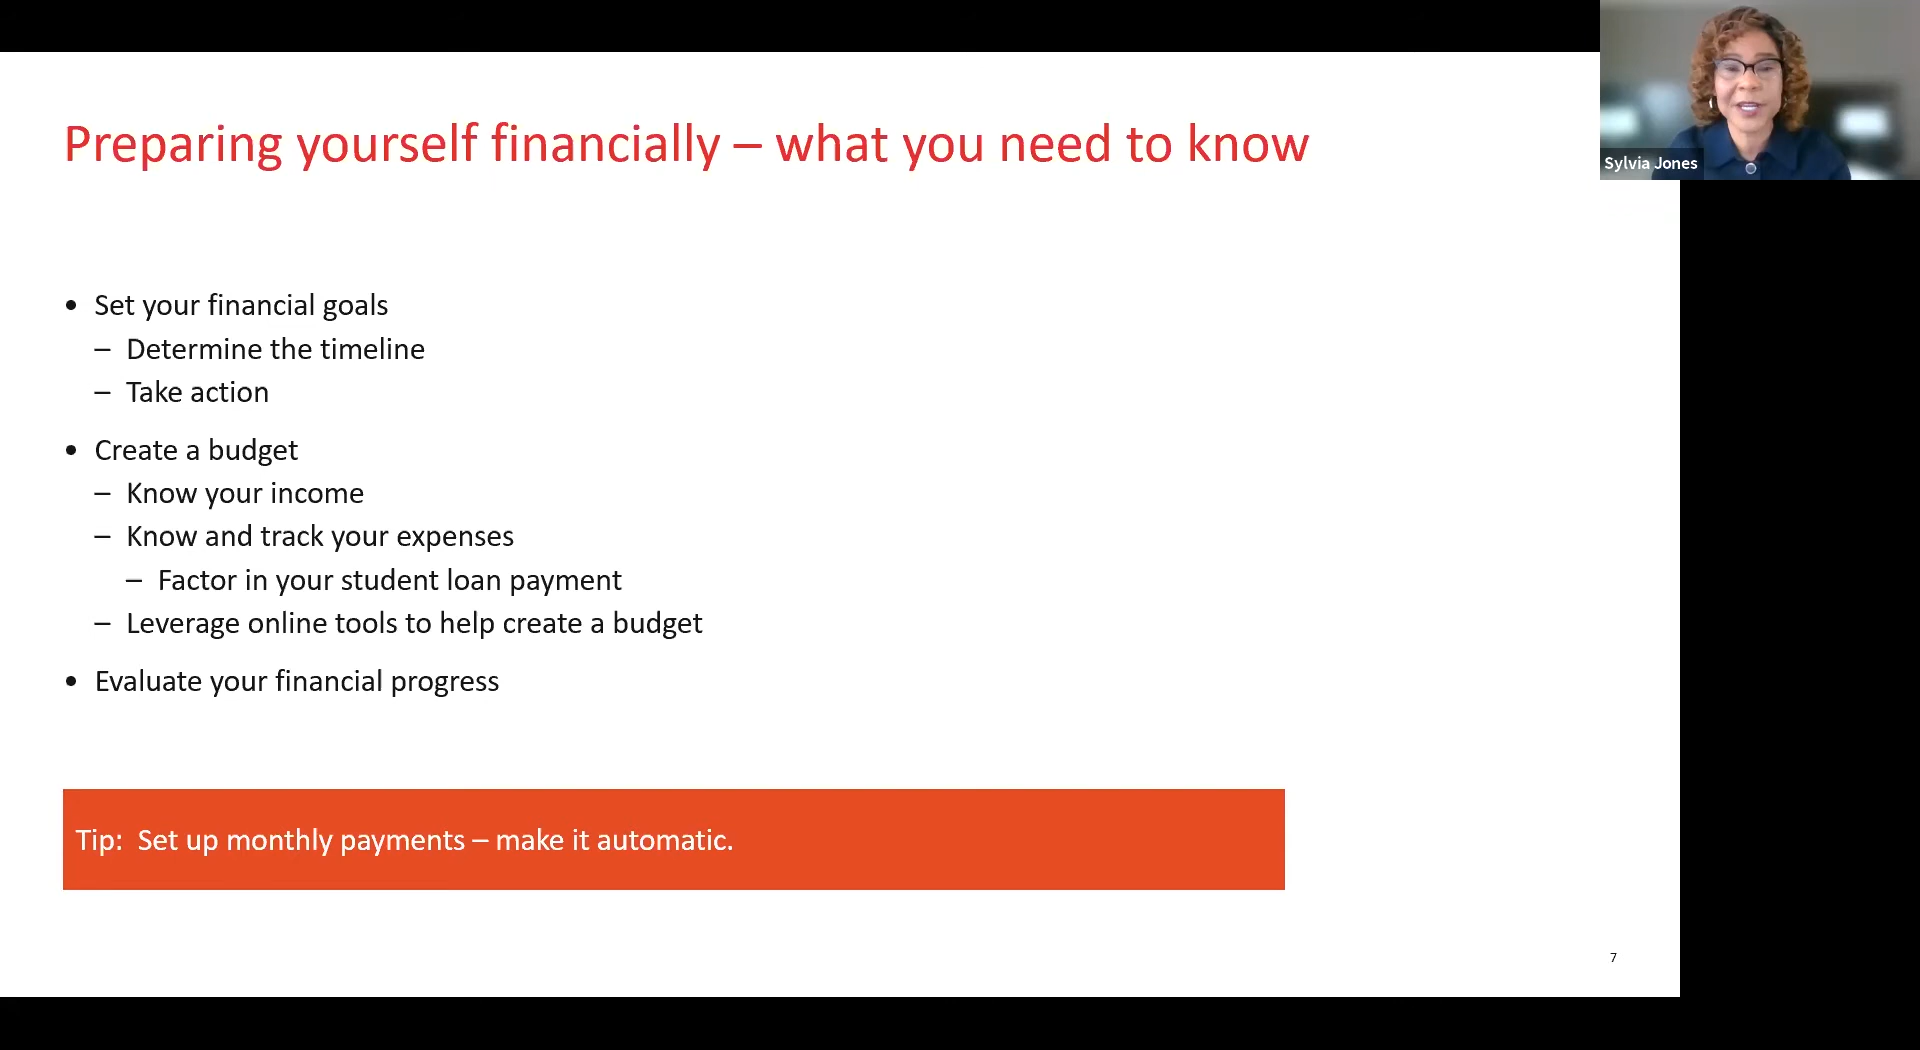 Preparing yourself financially – what you need to know
Sylvia Jones
• Set your financial goals
– Determine the timeline
– Take action
• Create a budget
– Know your income
– Know and track your expenses
– Factor in your student loan payment
– Leverage online tools to help create a budget
• Evaluate your financial progress
Tip:  Set up monthly payments – make it automatic.
7